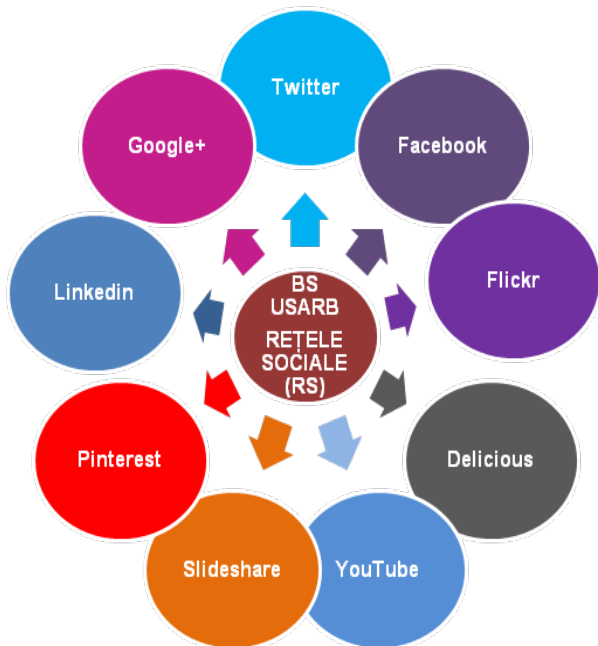 Twitter
Google+
Facebook
Linkedin
Flickr
BS
USARB
REȚELE
SOCIALE
(RS)
Pinterest
Delicious
Slideshare
YouTube